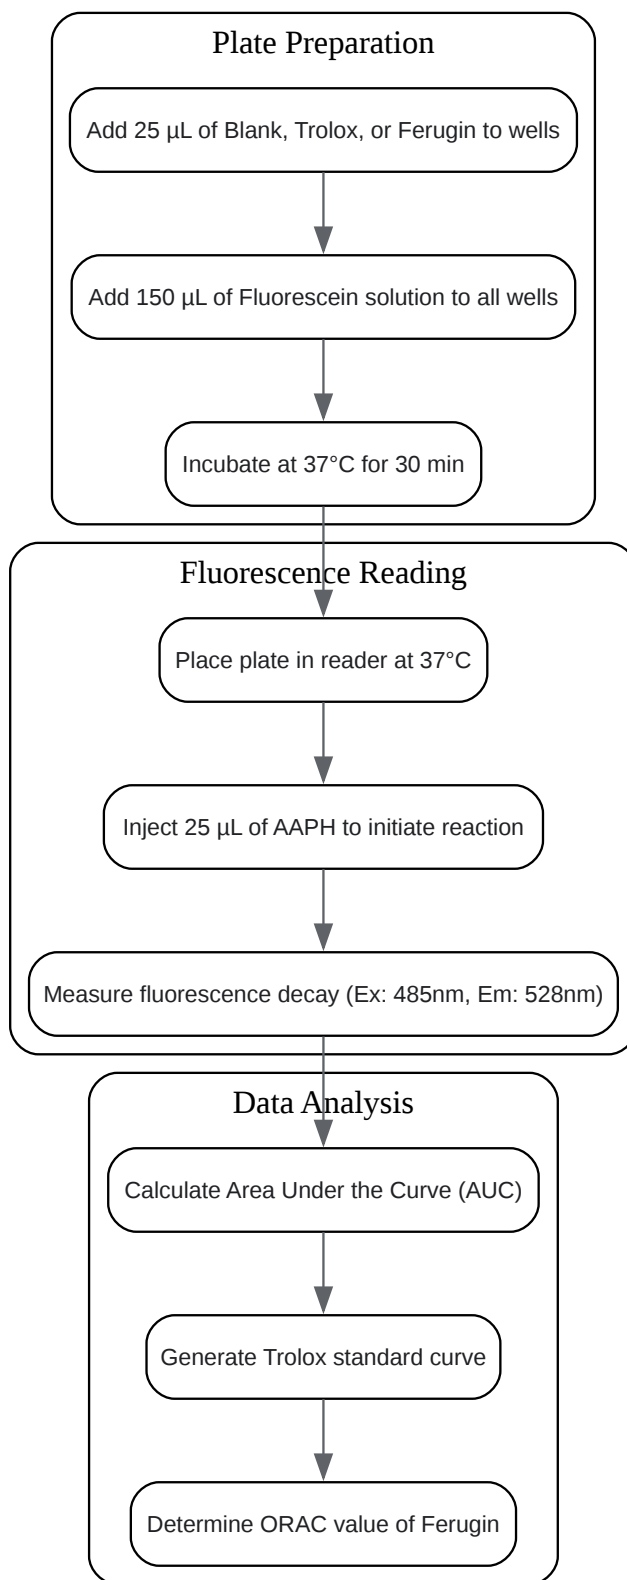 Plate Preparation
Add 25 µL of Blank, Trolox, or Ferugin to wells
Add 150 µL of Fluorescein solution to all wells
Incubate at 37°C for 30 min
Fluorescence Reading
Place plate in reader at 37°C
Inject 25 µL of AAPH to initiate reaction
Measure fluorescence decay (Ex: 485nm, Em: 528nm)
Data Analysis
Calculate Area Under the Curve (AUC)
Generate Trolox standard curve
Determine ORAC value of Ferugin